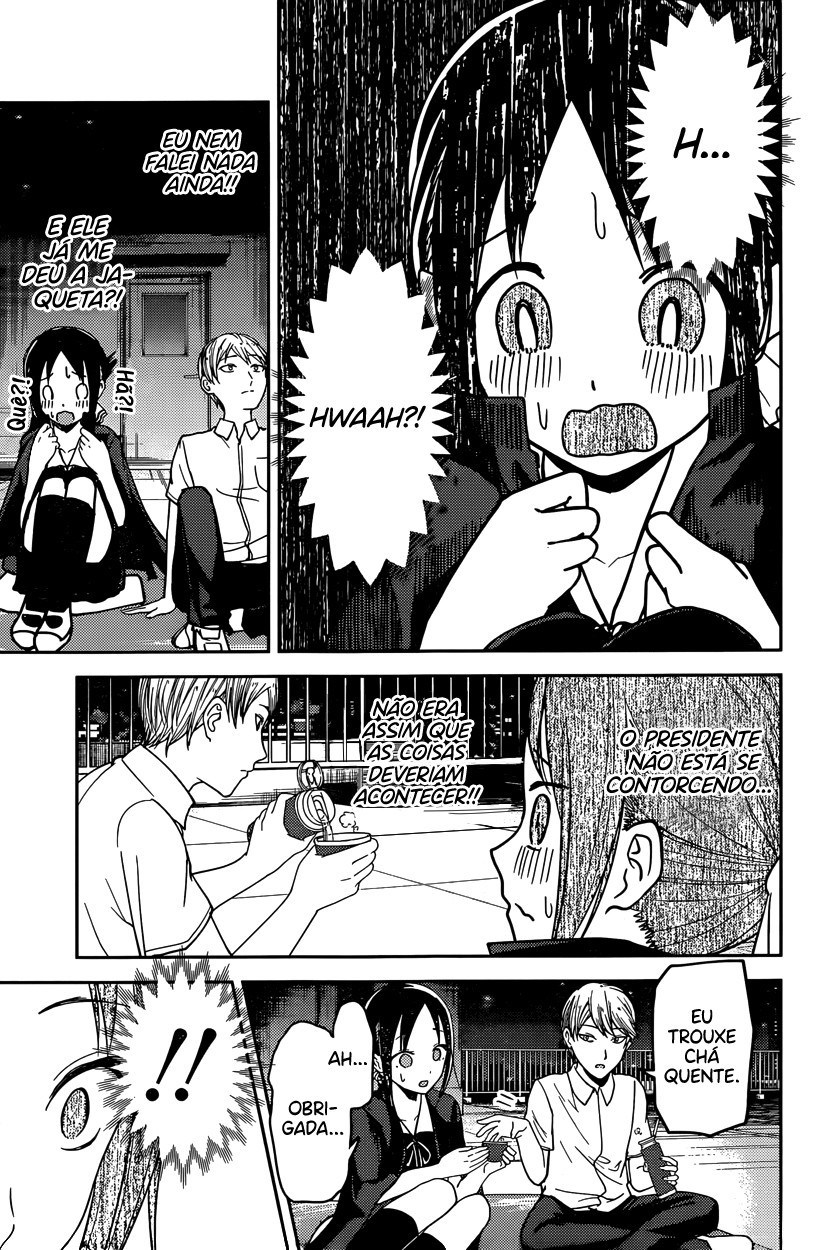 H...
HWAAH?!
EU NEM
FALEI NADA
AINDA!!
E ELE
JÁ ME
DEU A JA-
QUETA?!
Hã?!
Quê?!
O PRESIDENTE
NÃO ESTÁ SE
CONTORCENDO...
NÃO ERA
ASSIM QUE
AS COISAS
DEVERIAM
ACONTECER!!
EU
TROUXE
CHÁ
QUENTE.
AH...
OBRI-
GADA...
!!